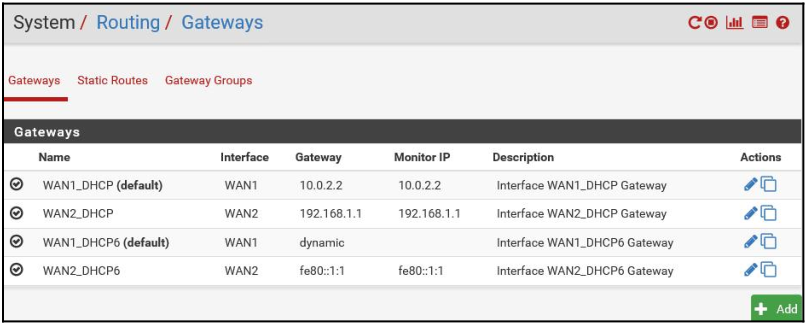 System / Routing / Gateways
Gateways Static Routes Gateway Groups
Gateways
Name Interface Gateway Monitor IP Description Actions
WAN1_DHCP (default) WAN1 10.0.2.2 10.0.2.2 Interface WAN1_DHCP Gateway
WAN2_DHCP WAN2 192.168.1.1 192.168.1.1 Interface WAN2_DHCP Gateway
WAN1_DHCP6 (default) WAN1 dynamic Interface WAN1_DHCP6 Gateway
WAN2_DHCP6 WAN2 fe80::1:1 fe80::1:1 Interface WAN2_DHCP6 Gateway
+ Add